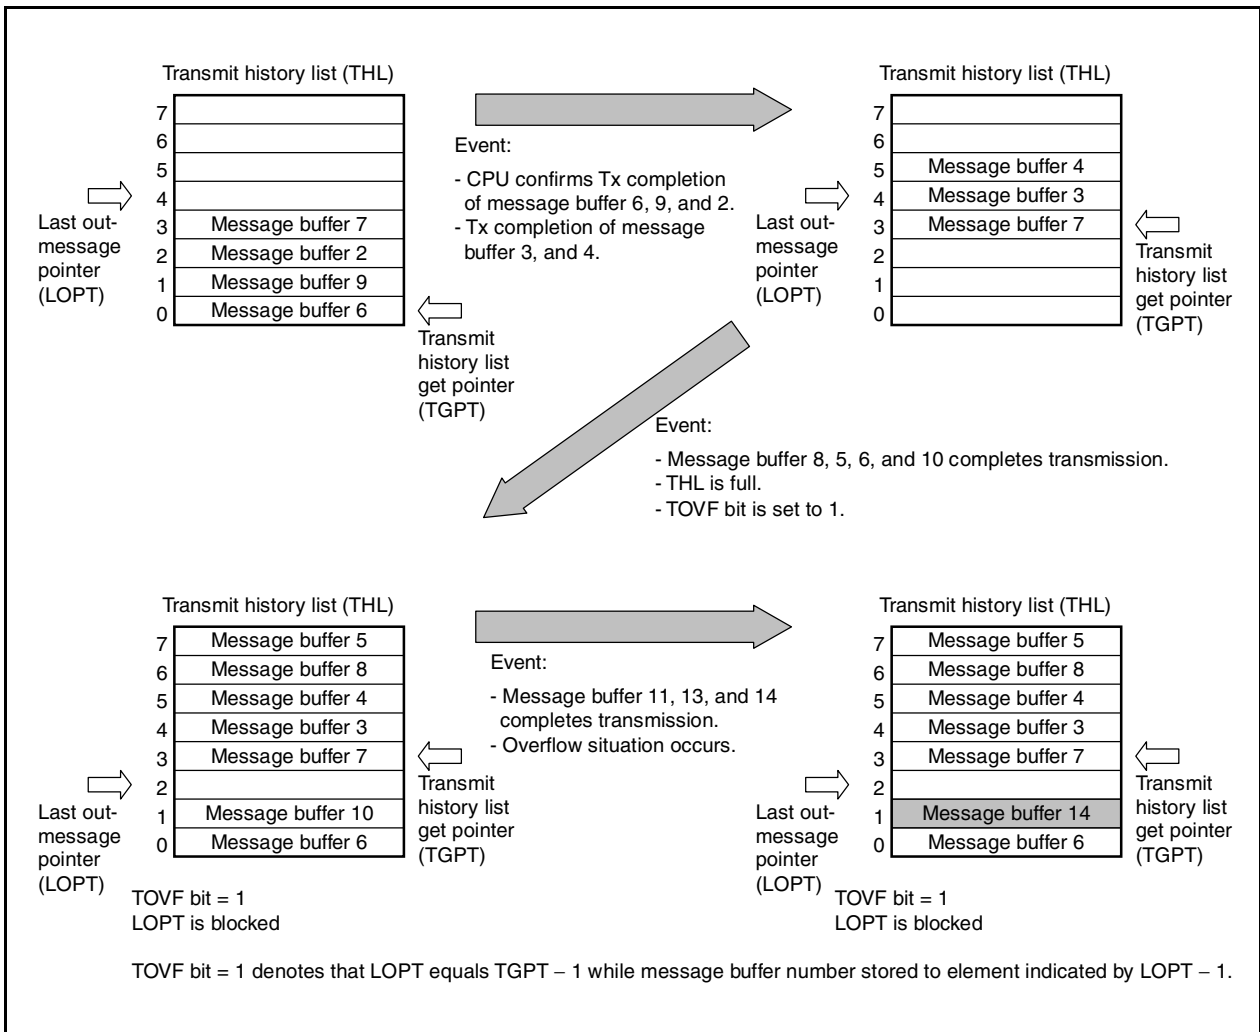 Transmit history list (THL)
7
6
5
4
3 Message buffer 7
2 Message buffer 2
1 Message buffer 9
0 Message buffer 6
Last out-
message
pointer
(LOPT)
Transmit
history list
get pointer
(TGPT)
Event:
- CPU confirms Tx completion
of message buffer 6, 9, and 2.
- Tx completion of message
buffer 3, and 4.
Transmit history list (THL)
7
6
5 Message buffer 4
4 Message buffer 3
3 Message buffer 7
2
1
0
Last out-
message
pointer
(LOPT)
Transmit
history list
get pointer
(TGPT)
Event:
- Message buffer 8, 5, 6, and 10 completes transmission.
- THL is full.
- TOVF bit is set to 1.
Transmit history list (THL)
7 Message buffer 5
6 Message buffer 8
5 Message buffer 4
4 Message buffer 3
3 Message buffer 7
2
1 Message buffer 10
0 Message buffer 6
Last out-
message
pointer
(LOPT)
Transmit
history list
get pointer
(TGPT)
TOVF bit = 1
LOPT is blocked
Event:
- Message buffer 11, 13, and 14
completes transmission.
- Overflow situation occurs.
Transmit history list (THL)
7 Message buffer 5
6 Message buffer 8
5 Message buffer 4
4 Message buffer 3
3 Message buffer 7
2
1 Message buffer 14
0 Message buffer 6
Last out-
message
pointer
(LOPT)
Transmit
history list
get pointer
(TGPT)
TOVF bit = 1
LOPT is blocked
TOVF bit = 1 denotes that LOPT equals TGPT − 1 while message buffer number stored to element indicated by LOPT − 1.